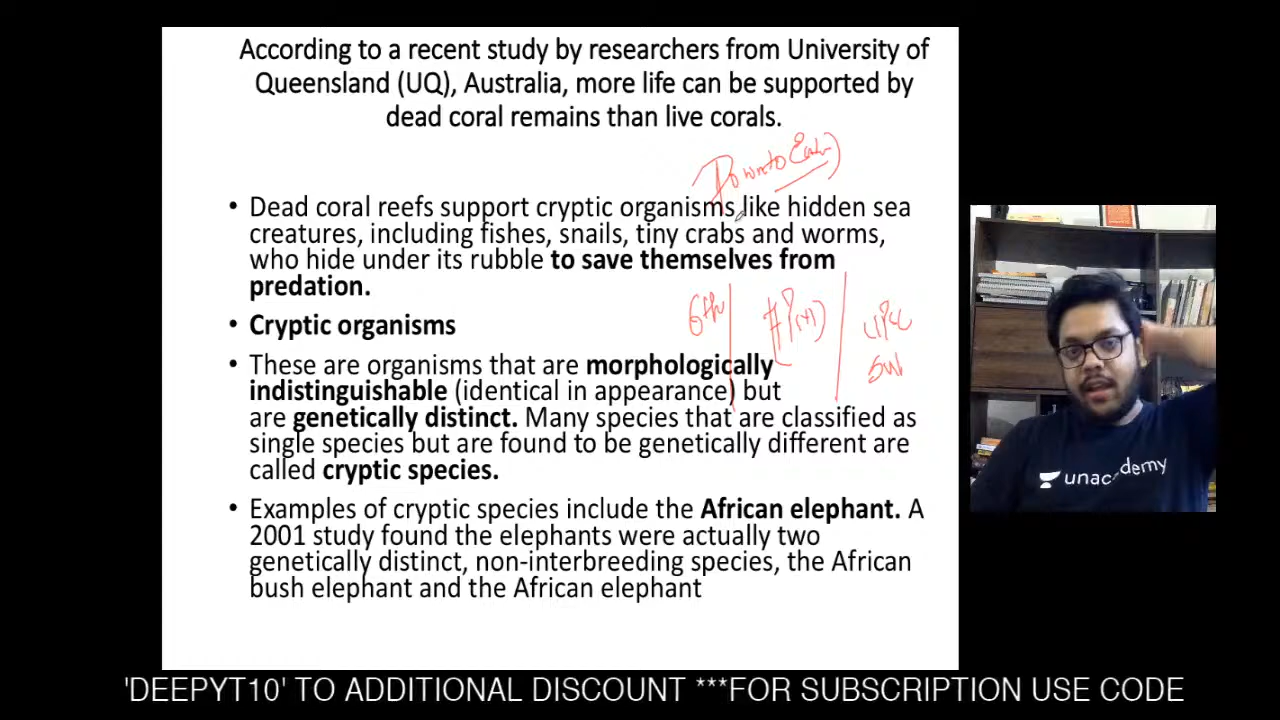 According to a recent study by researchers from University of
Queensland (UQ), Australia, more life can be supported by
dead coral remains than live corals.
Down to Earth
• Dead coral reefs support cryptic organisms like hidden sea
creatures, including fishes, snails, tiny crabs and worms,
who hide under its rubble to save themselves from
predation.
6th
• Cryptic organisms
• These are organisms that are morphologically
indistinguishable (identical in appearance) but
are genetically distinct. Many species that are classified as
single species but are found to be genetically different are
called cryptic species.
• Examples of cryptic species include the African elephant. A
2001 study found the elephants were actually two
genetically distinct, non-interbreeding species, the African
bush elephant and the African elephant
unacademy
'DEEPYT10' TO ADDITIONAL DISCOUNT ***FOR SUBSCRIPTION USE CODE